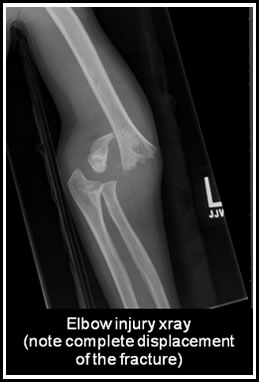 L
JJV
Elbow injury xray
(note complete displacement
of the fracture)